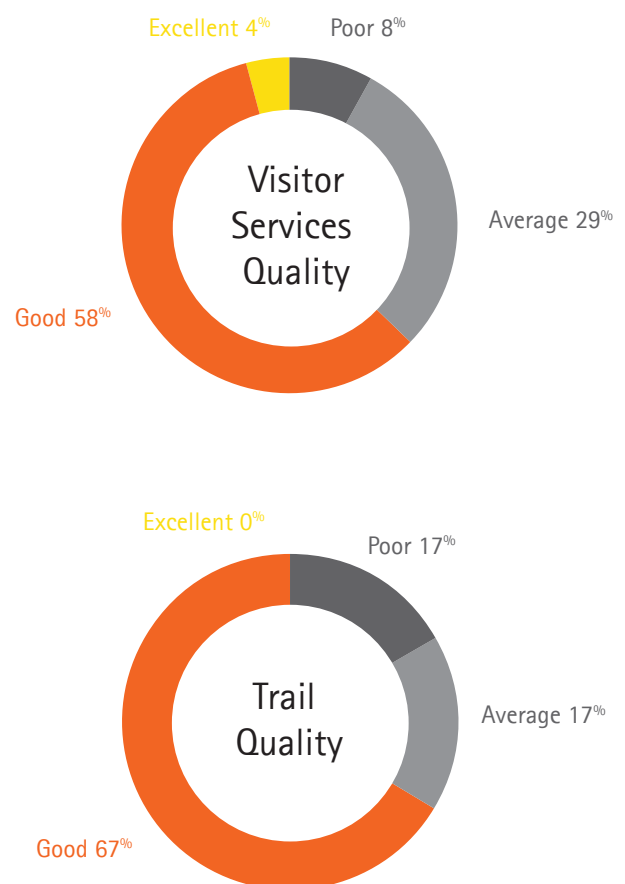 Excellent 4%
Poor 8%
Visitor
Services
Quality
Average 29%
Good 58%
Excellent 0%
Poor 17%
Trail
Quality
Average 17%
Good 67%